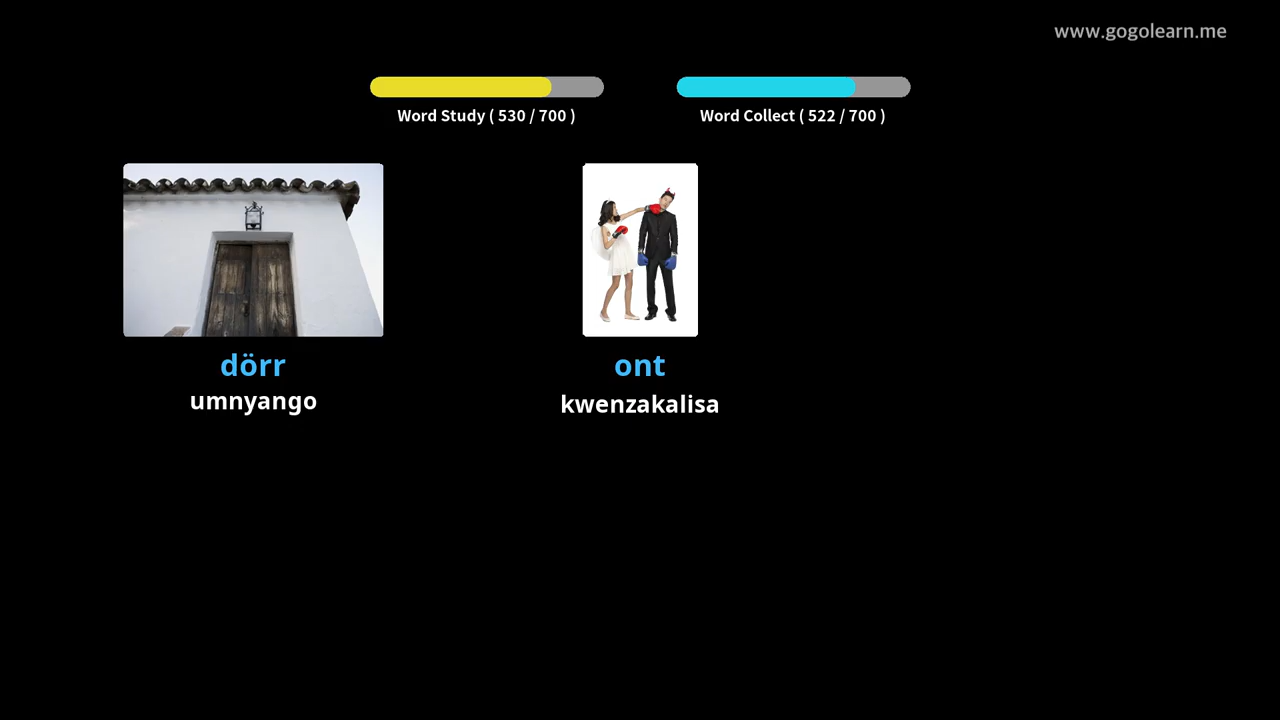 www.gogolearn.me
Word Study ( 530 / 700 )
Word Collect ( 522 / 700 )
dörr
umnyango
ont
kwenzakalisa